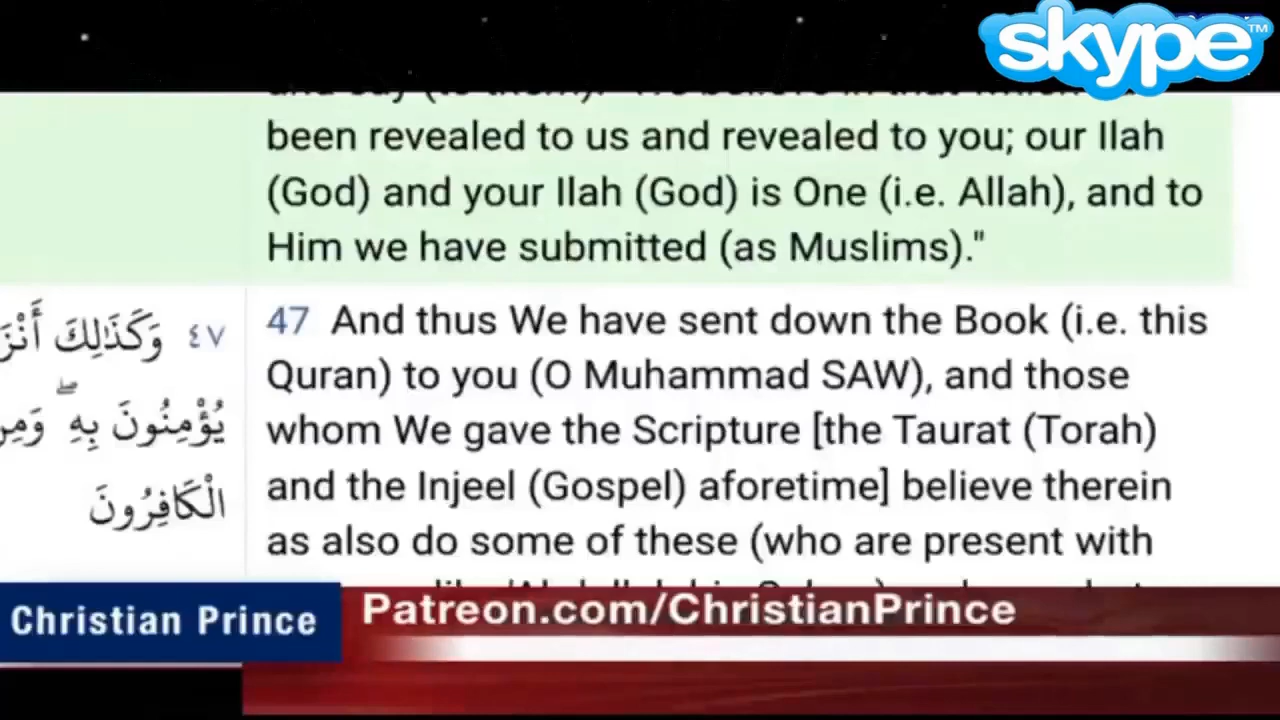 skype™
been revealed to us and revealed to you; our Ilah
(God) and your Ilah (God) is One (i.e. Allah), and to
Him we have submitted (as Muslims)."
47 And thus We have sent down the Book (i.e. this
Quran) to you (O Muhammad SAW), and those
whom We gave the Scripture [the Taurat (Torah)
and the Injeel (Gospel) aforetime] believe therein
as also do some of these (who are present with
٤٧ وَكَذَٰلِكَ
يُؤْمِنُونَ بِهِ ۖ
الْكَافِرُونَ
Christian Prince
Patreon.com/ChristianPrince